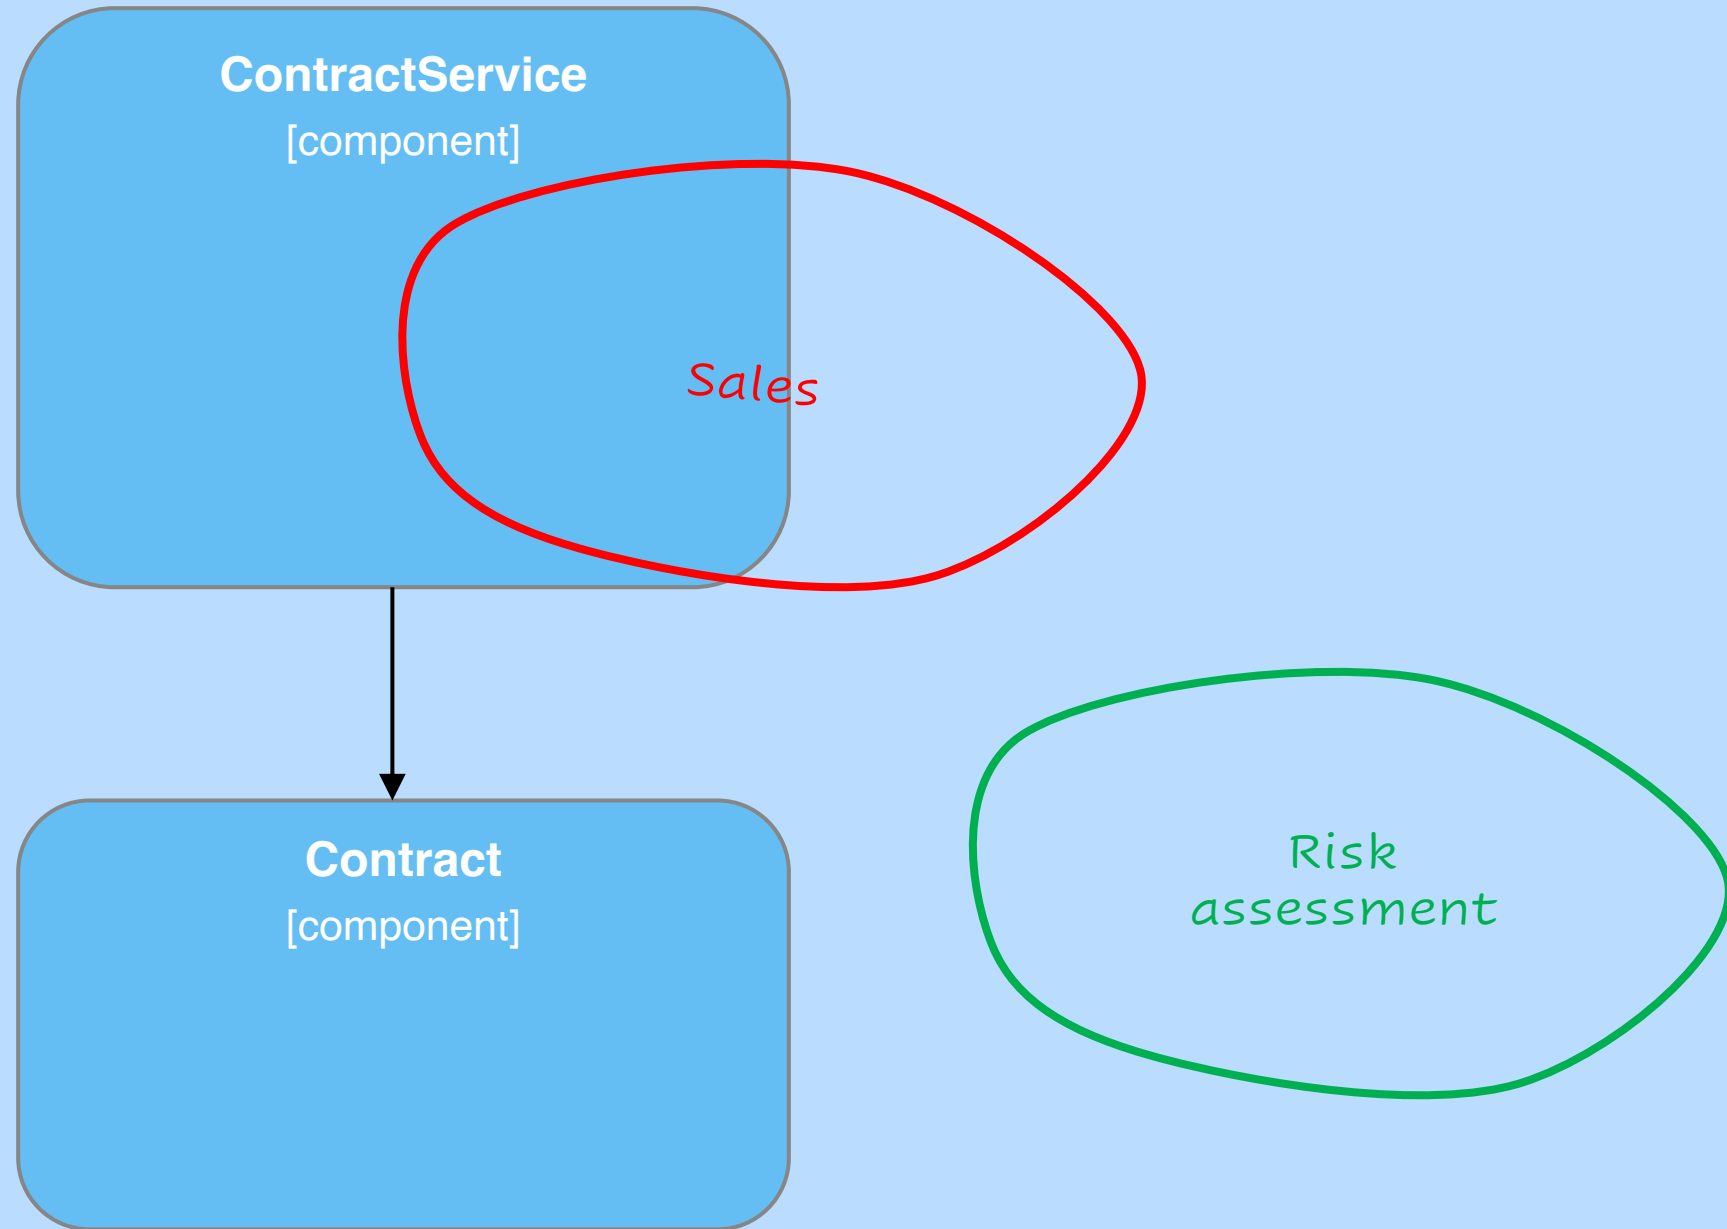 ContractService
[component]
Sales
Contract
[component]
Risk
assessment